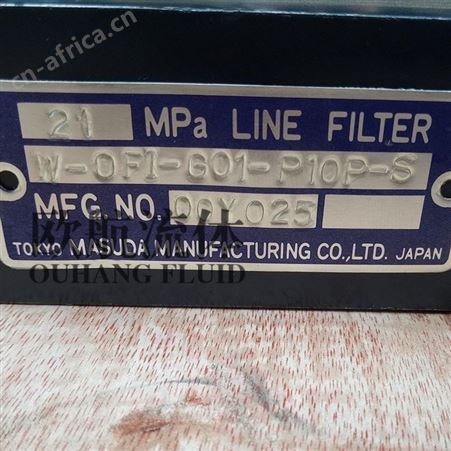 cn-africa.com
21 MPa LINE FILTER
W-OF1-G01-P10P-S
MFG. NO. 00Y025
欧航流体
TOKYO MASUDA MANUFACTURING CO.,LTD. JAPAN
OUHANG FLUID